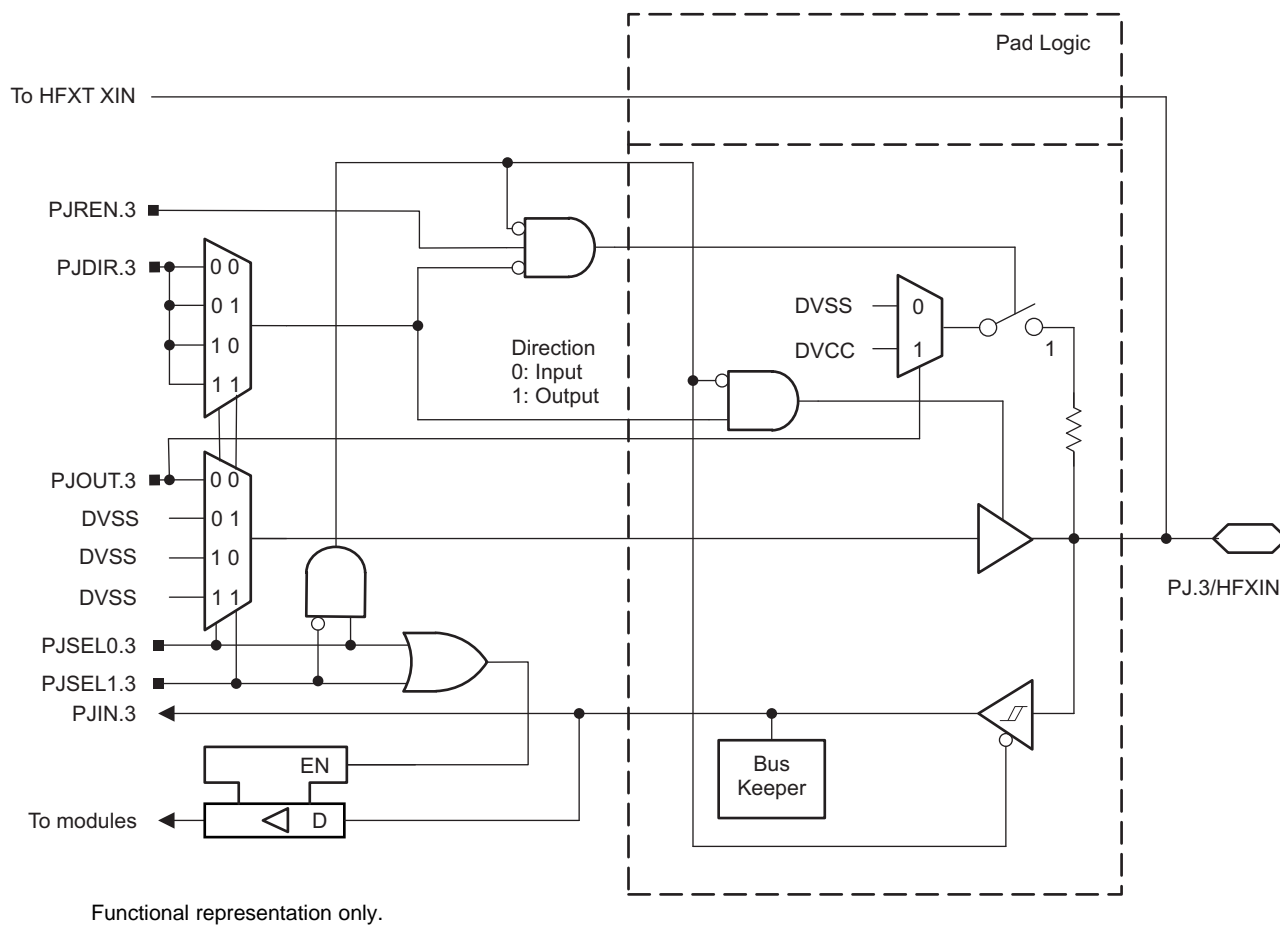 Pad Logic
To HFXT XIN
PJREN.3
PJDIR.3
0 0
0 1
1 0
1 1
DVSS
0
DVCC
1
1
Direction
0: Input
1: Output
PJOUT.3
0 0
DVSS
0 1
DVSS
1 0
DVSS
1 1
PJ.3/HFXIN
PJSEL0.3
PJSEL1.3
PJIN.3
EN
Bus
Keeper
To modules
D
Functional representation only.